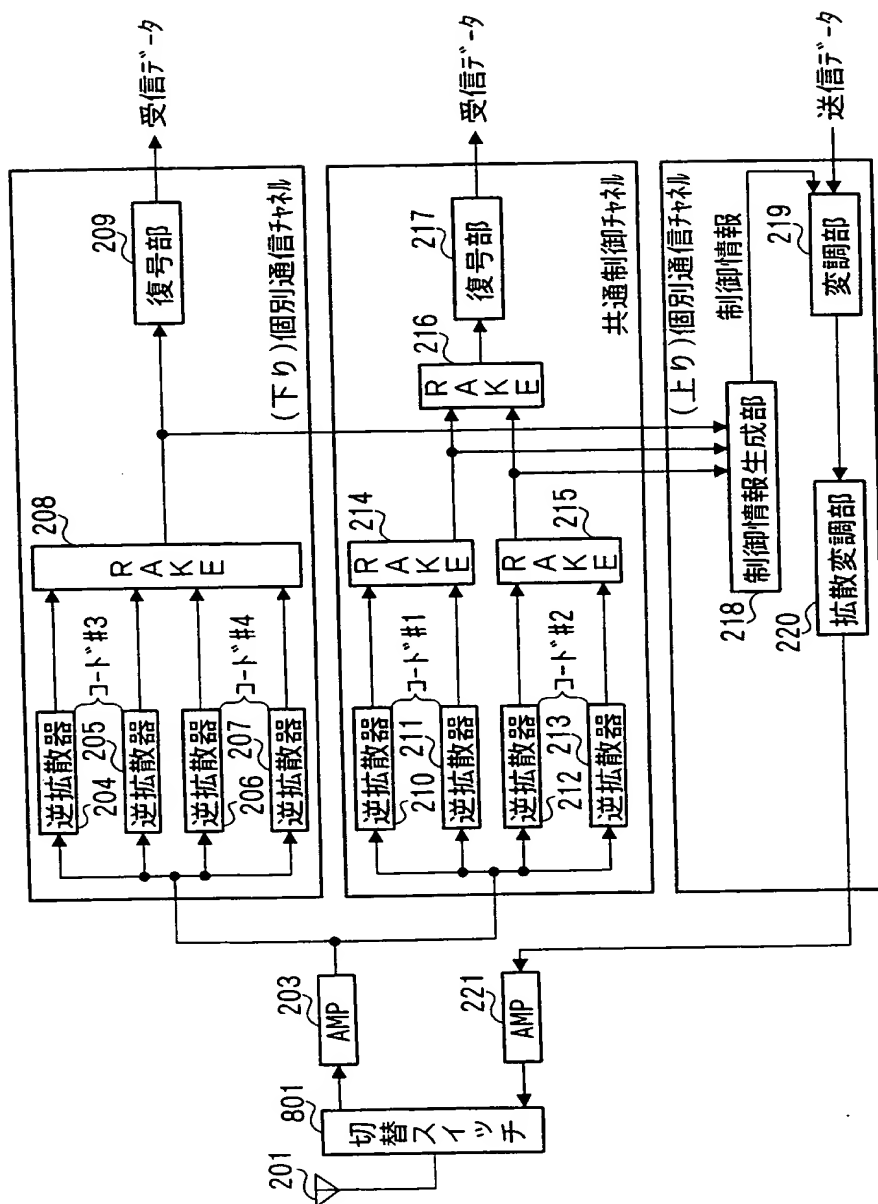 201
801
切替スイッチ
203
AMP
221
AMP
204
逆拡散器
205
逆拡散器
コード#3
206
逆拡散器
207
逆拡散器
コード#4
208
RAKE
209
復号部
(下り)個別通信チャネル
受信データ
210
逆拡散器
211
逆拡散器
コード#1
212
逆拡散器
213
逆拡散器
コード#2
214
RAKE
215
RAKE
216
RAKE
217
復号部
共通制御チャネル
受信データ
(上り)個別通信チャネル
218
制御情報生成部
制御情報
219
変調部
220
拡散変調部
送信データ